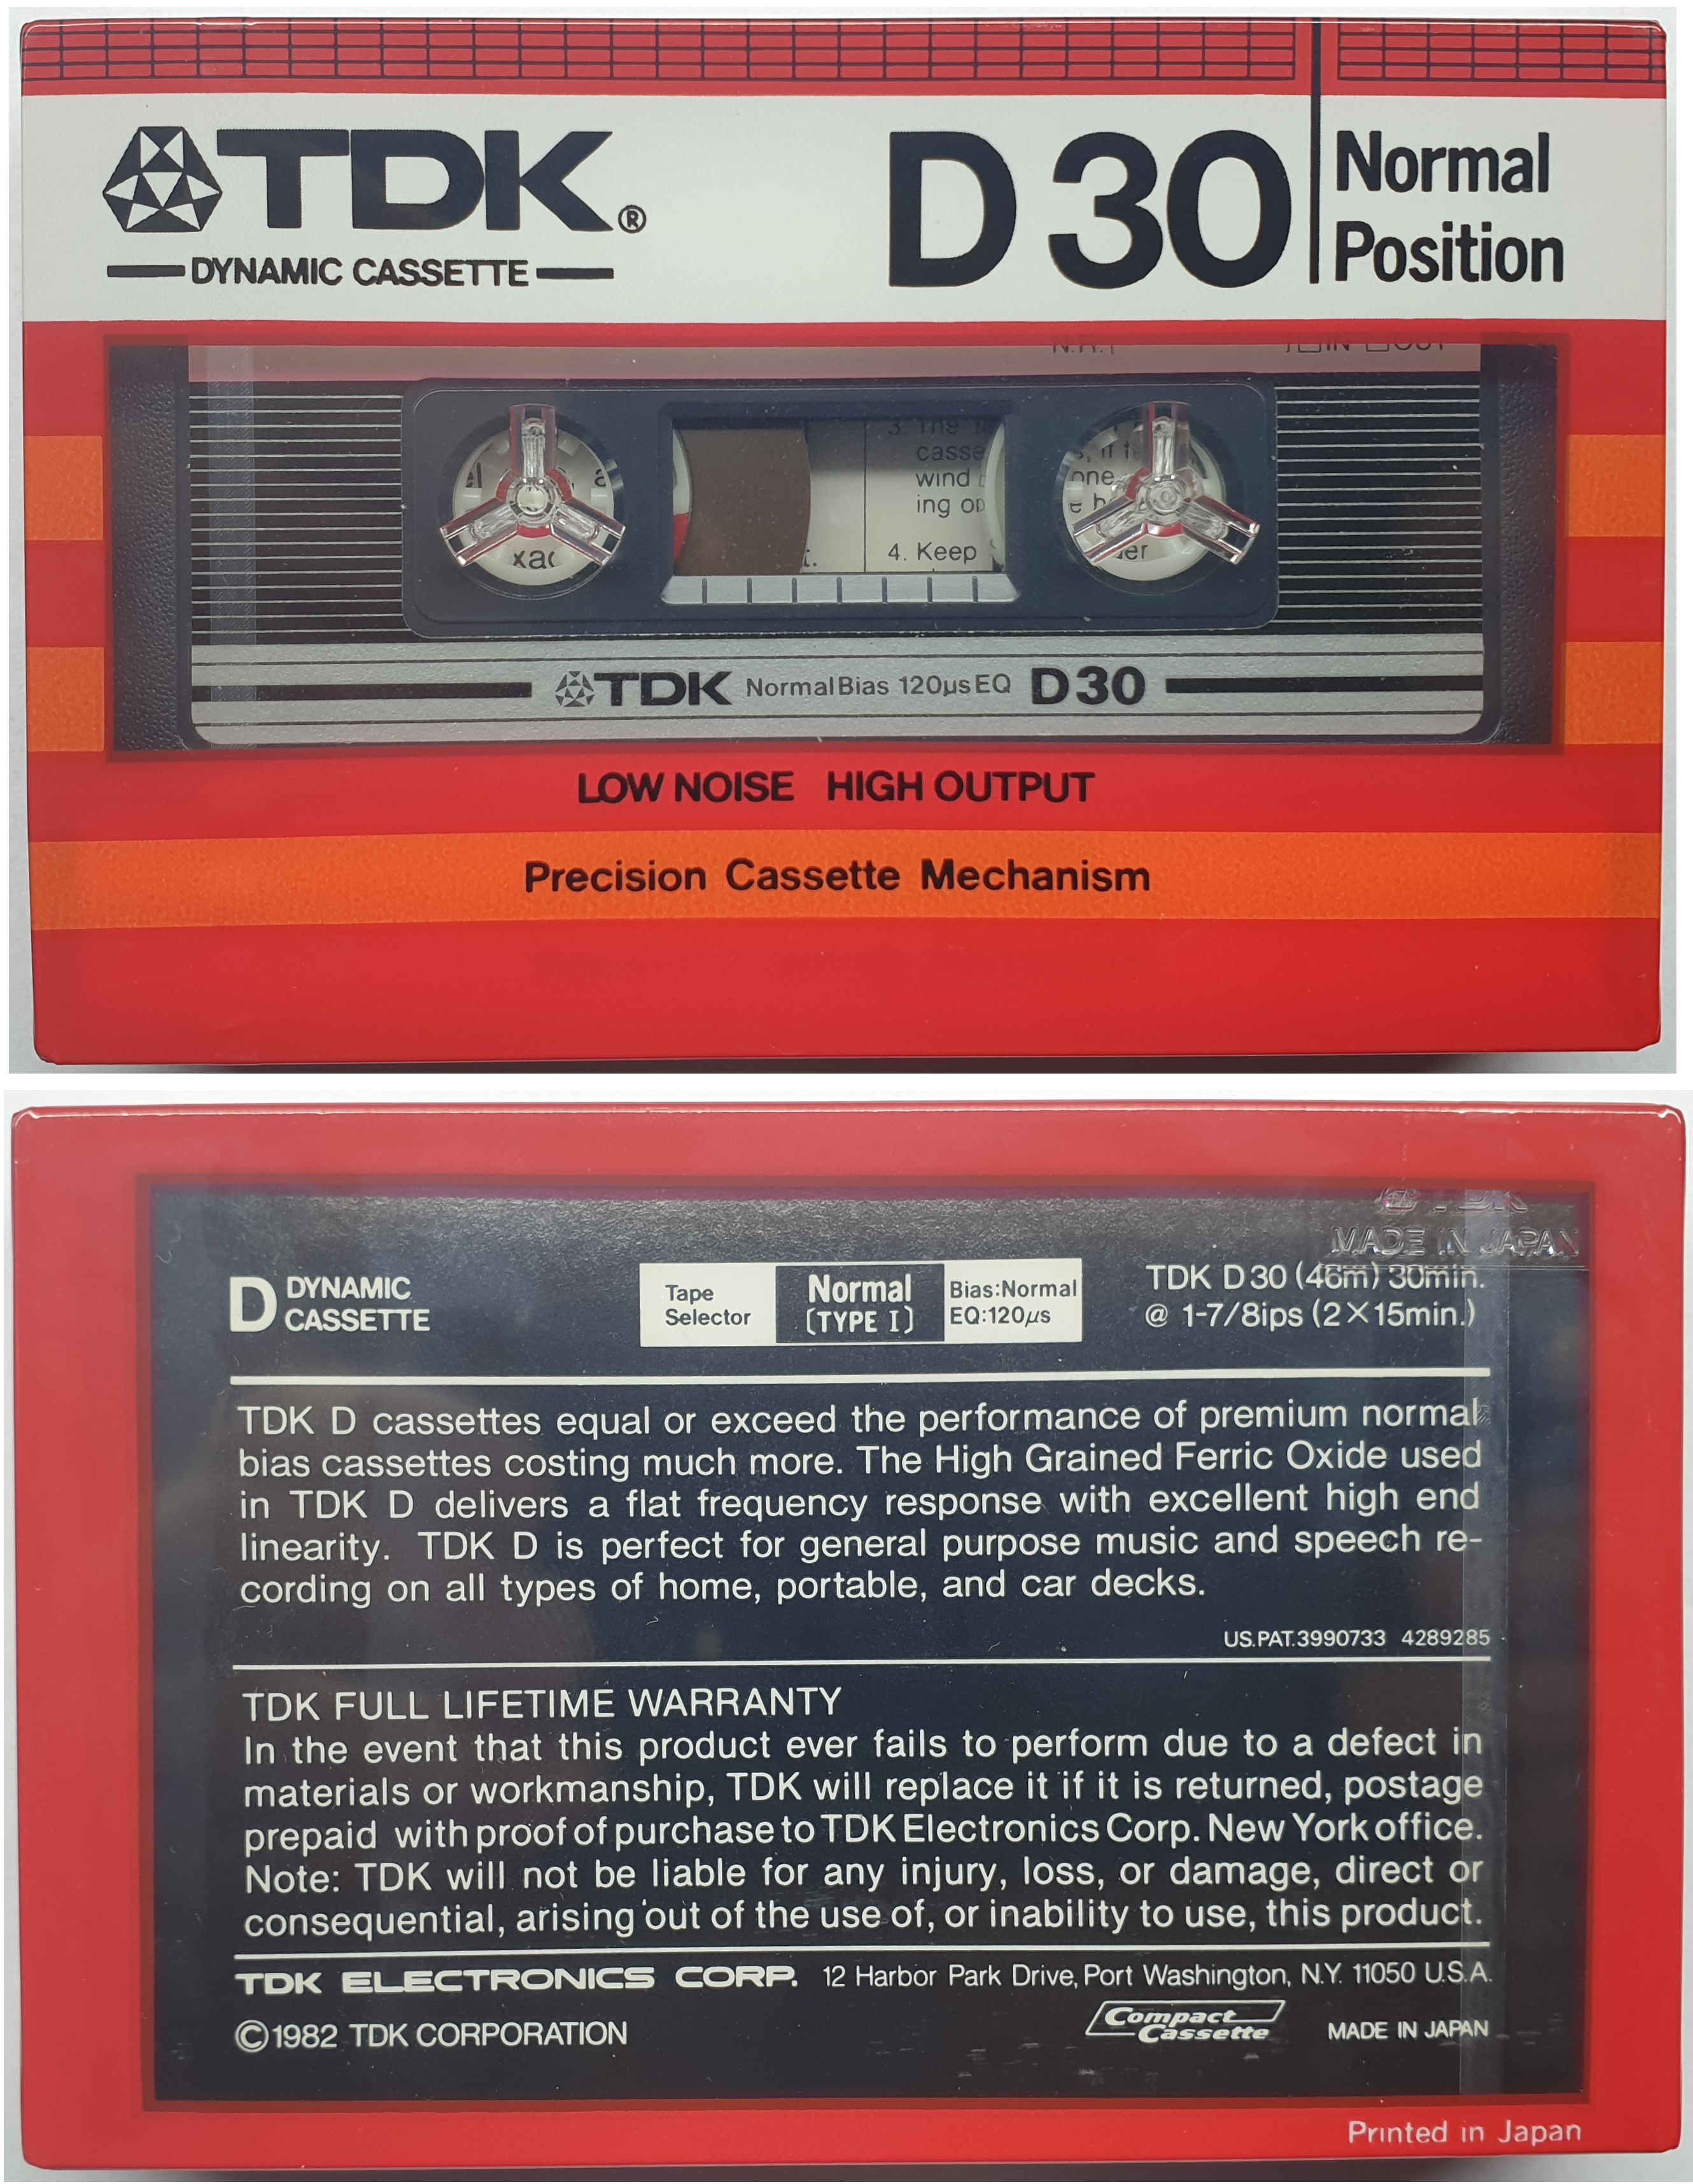 TDK®
DYNAMIC CASSETTE
D 30
Normal
Position
3. The
casse
wind
ing op
4. Keep
one
xac
TDK Normal Bias 120µs EQ D30
LOW NOISE HIGH OUTPUT
Precision Cassette Mechanism
TDK
MADE IN JAPAN
D DYNAMIC
CASSETTE
Tape
Selector
Normal
(TYPE I)
Bias:Normal
EQ:120µs
TDK D30 (46m) 30min.
@ 1-7/8ips (2×15min.)
TDK D cassettes equal or exceed the performance of premium normal
bias cassettes costing much more. The High Grained Ferric Oxide used
in TDK D delivers a flat frequency response with excellent high end
linearity. TDK D is perfect for general purpose music and speech re-
cording on all types of home, portable, and car decks.
US.PAT.3990733 4289285
TDK FULL LIFETIME WARRANTY
In the event that this product ever fails to perform due to a defect in
materials or workmanship, TDK will replace it if it is returned, postage
prepaid with proof of purchase to TDK Electronics Corp. New York office.
Note: TDK will not be liable for any injury, loss, or damage, direct or
consequential, arising out of the use of, or inability to use, this product.
TDK ELECTRONICS CORP. 12 Harbor Park Drive, Port Washington, N.Y. 11050 U.S.A.
©1982 TDK CORPORATION
Compact
Cassette
MADE IN JAPAN
Printed in Japan